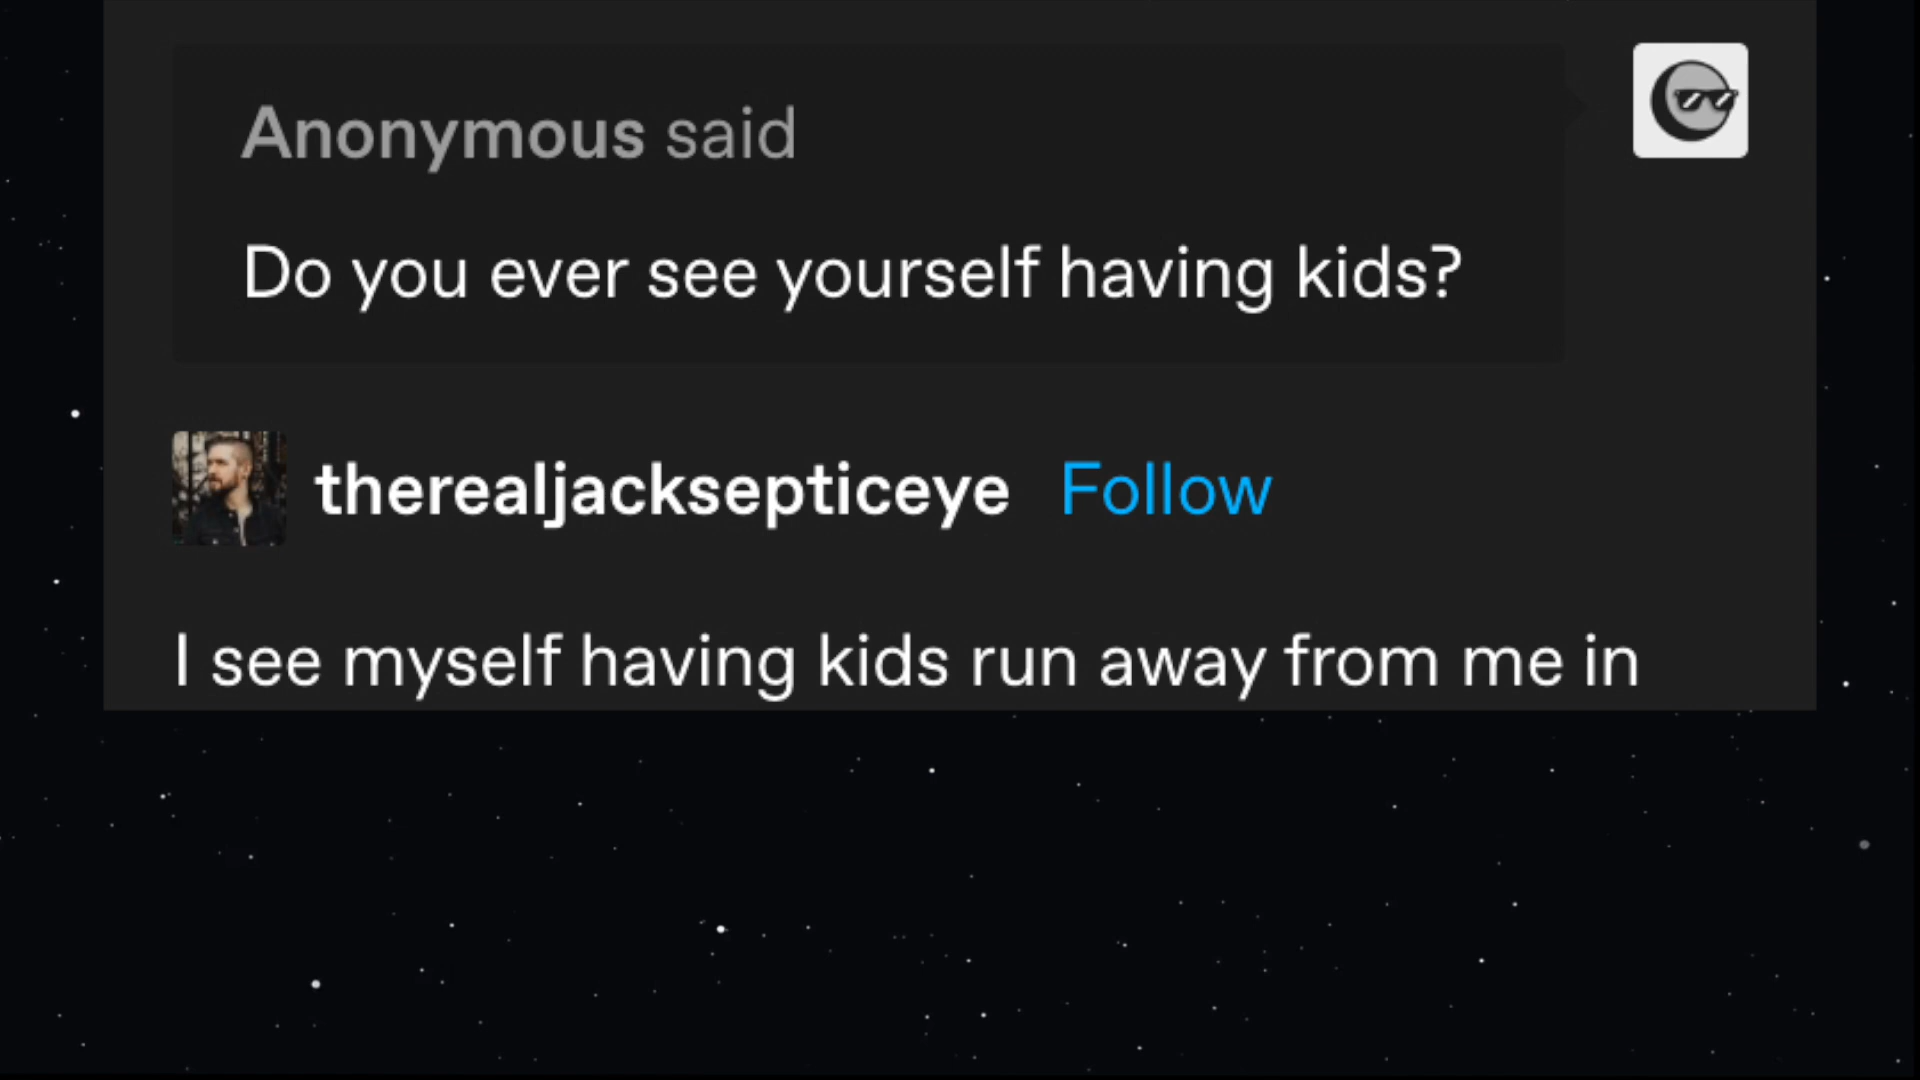 Anonymous said
Do you ever see yourself having kids?
therealjacksepticeye Follow
I see myself having kids run away from me in